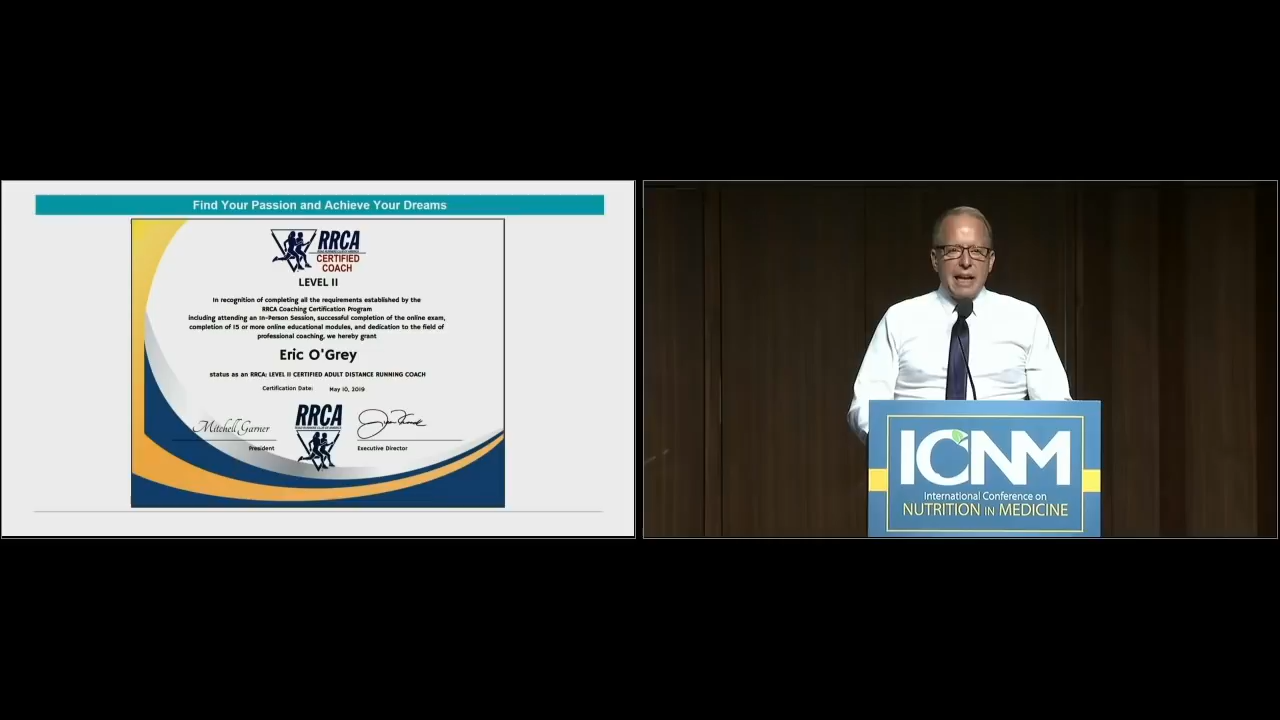 Find Your Passion and Achieve Your Dreams
RRCA
CERTIFIED
COACH
LEVEL II
In recognition of completing all the requirements established by the
RRCA Coaching Certification Program
including attending an In-Person Session, successful completion of the online exam,
completion of 15 or more online educational modules, and dedication to the field of
professional coaching, we hereby grant
Eric O'Grey
status as an RRCA: LEVEL II CERTIFIED ADULT DISTANCE RUNNING COACH
Certification Date: May 10, 2019
Mitchell Garner
RRCA
President
Executive Director
ICNM
International Conference on
NUTRITION IN MEDICINE